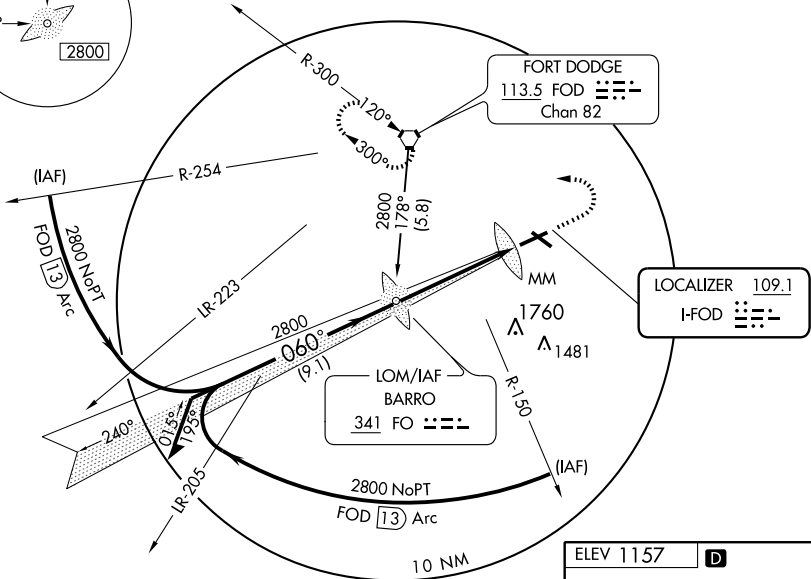 2800
R-300
120°
300°
FORT DODGE
113.5 FOD
Chan 82
(IAF)
R-254
2800
178°
(5.8)
2800 NoPT
FOD 13 Arc
LR-223
MM
LOCALIZER 109.1
I-FOD
2800
060°
(9.1)
1760
1481
LOM/IAF
BARRO
341 FO
R-150
240°
015°
195°
LR-205
(IAF)
2800 NoPT
FOD 13 Arc
10 NM
ELEV 1157 D